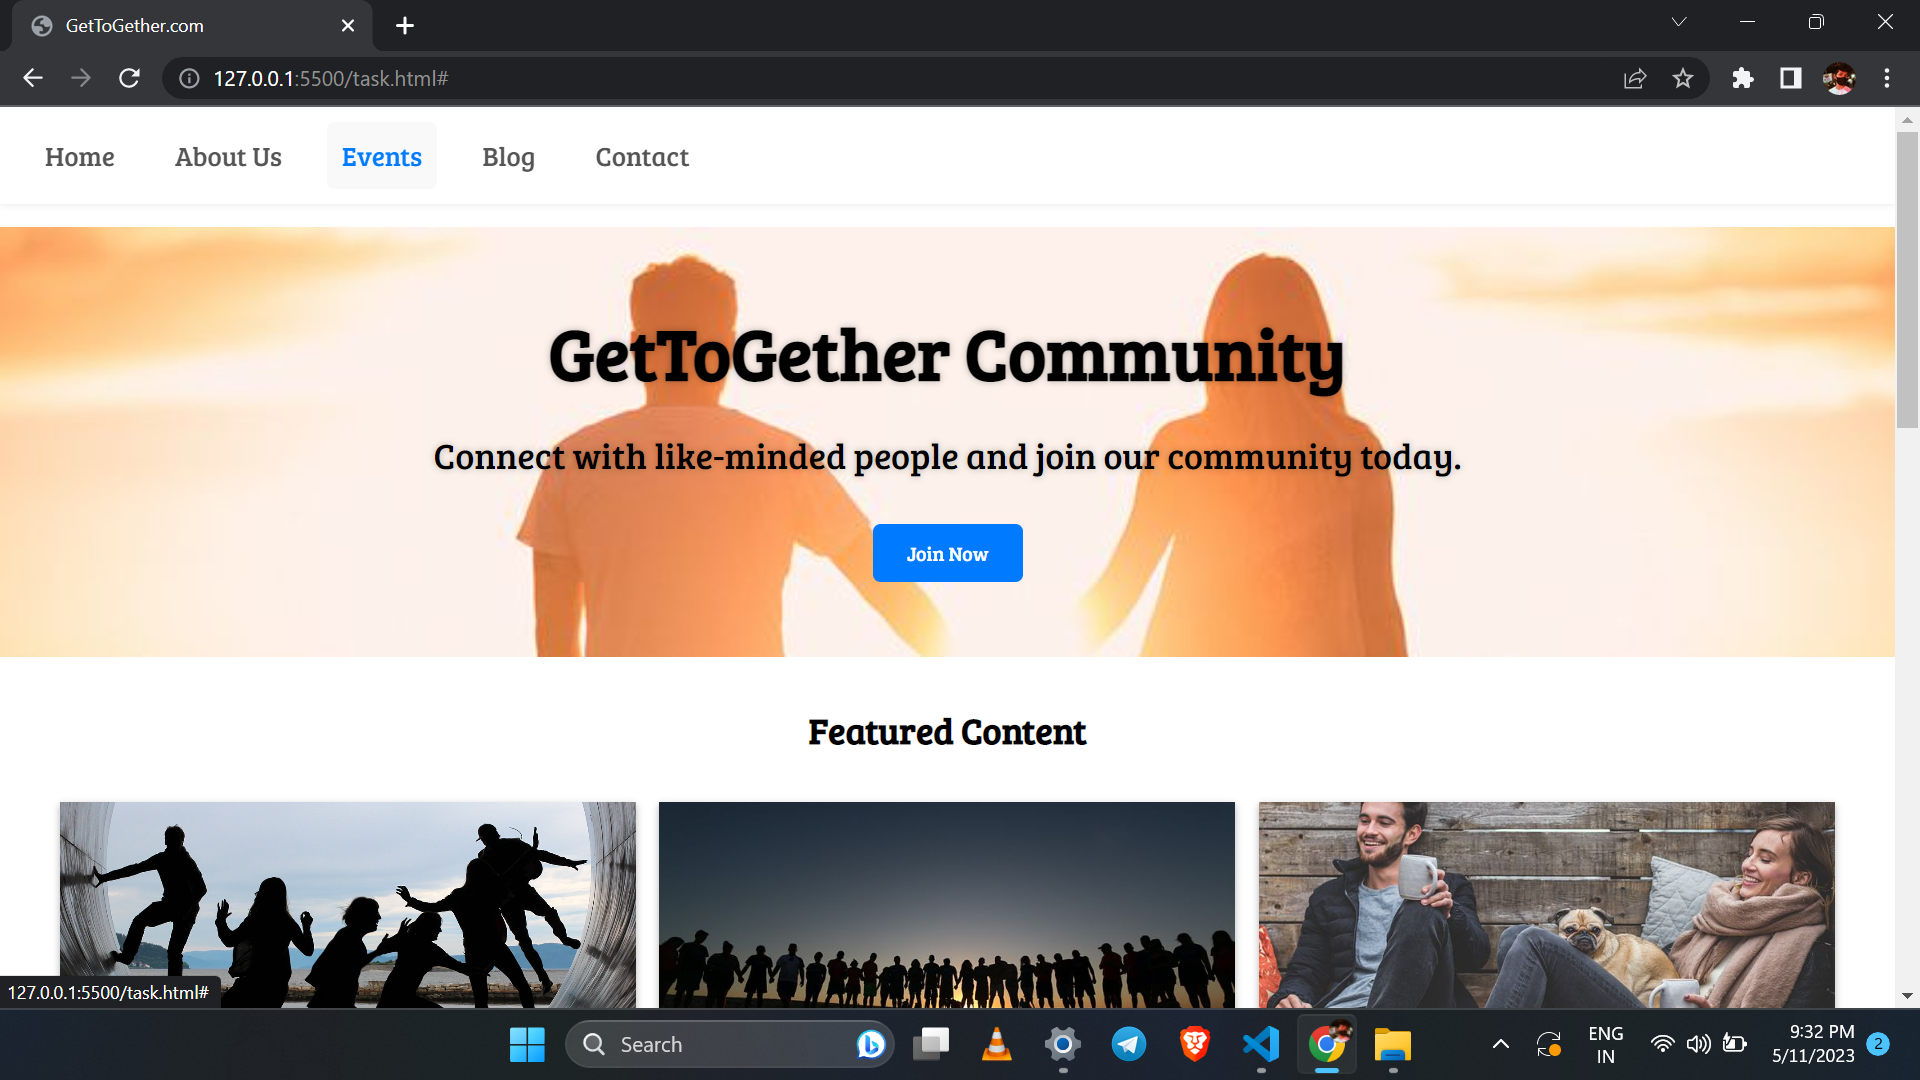 GetToGether.com
127.0.0.1:5500/task.html#
Home About Us Events Blog Contact
GetToGether Community
Connect with like-minded people and join our community today.
Join Now
Featured Content
127.0.0.1:5500/task.html#
Search
ENG
IN
9:32 PM
5/11/2023
2